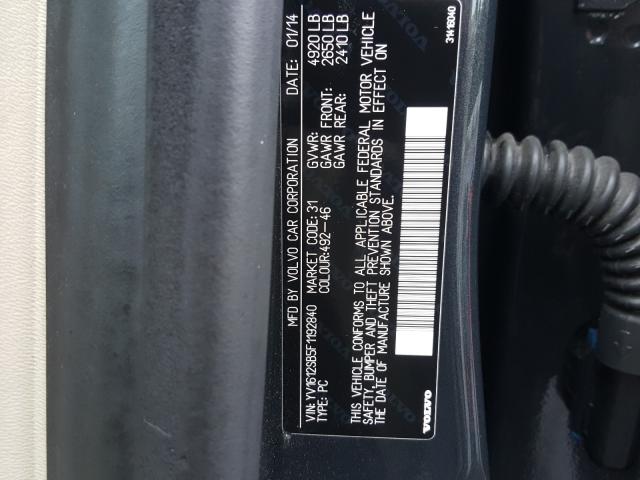 MFD BY VOLVO CAR CORPORATION DATE: 01/14
VIN: YV1612SB5F1192840 GVWR: 4920 LB
TYPE: PC MARKET CODE: 31 GAWR FRONT: 2650 LB
COLOUR:492-46 GAWR REAR: 2410 LB
THIS VEHICLE CONFORMS TO ALL APPLICABLE FEDERAL MOTOR VEHICLE
SAFETY, BUMPER AND THEFT PREVENTION STANDARDS IN EFFECT ON
THE DATE OF MANUFACTURE SHOWN ABOVE.
VOLVO 31416040